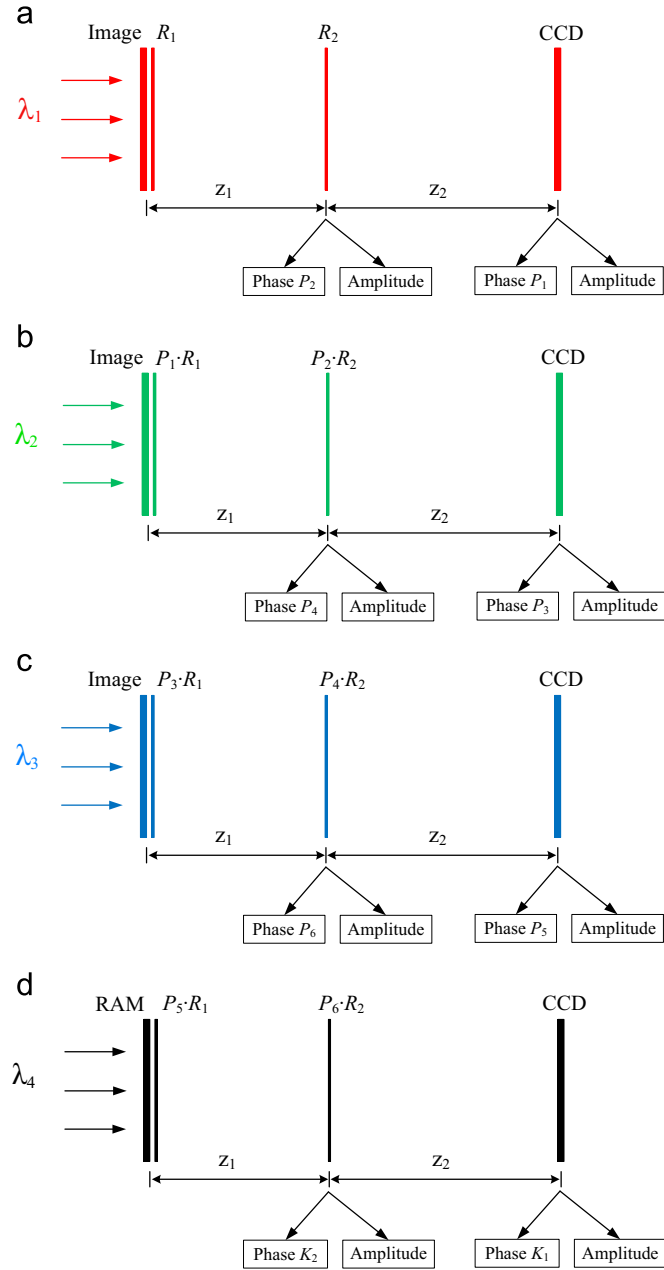 a
Image R₁ R₂ CCD
λ₁
z₁ z₂
Phase P₂ Amplitude Phase P₁ Amplitude
b
Image P₁·R₁ P₂·R₂ CCD
λ₂
z₁ z₂
Phase P₄ Amplitude Phase P₃ Amplitude
c
Image P₃·R₁ P₄·R₂ CCD
λ₃
z₁ z₂
Phase P₆ Amplitude Phase P₅ Amplitude
d
RAM P₅·R₁ P₆·R₂ CCD
λ₄
z₁ z₂
Phase K₂ Amplitude Phase K₁ Amplitude